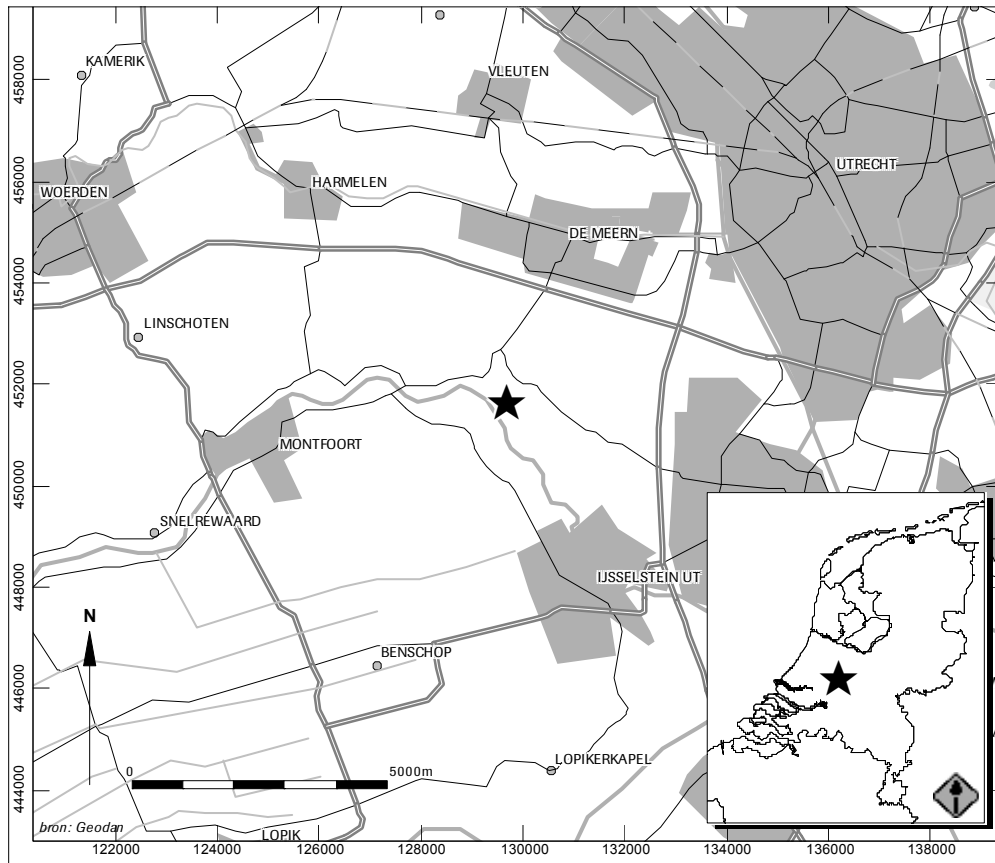 KAMERIK
458000
VLEUTEN
456000
UTRECHT
HARMELEN
WOERDEN
DE MEERN
454000
LINSCHOTEN
452000
MONTFOORT
450000
SNELREWAARD
448000
IJSSELSTEIN UT
N
BENSCHOP
446000
LOPIKERKAPEL
0
5000m
444000
bron: Geodan
LOPIK
122000
124000
126000
128000
130000
132000
134000
136000
138000